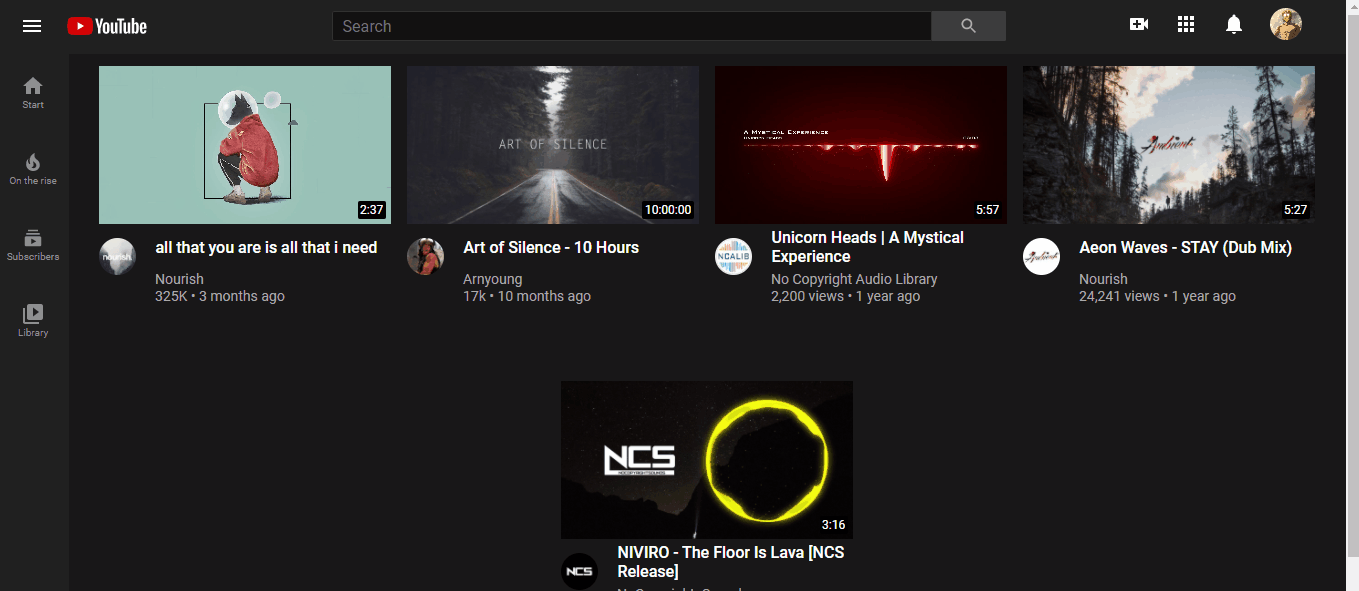 YouTube
Search
Start
On the rise
Subscribers
Library
2:37
nourish
all that you are is all that i need
Nourish
325K • 3 months ago
ART OF SILENCE
10:00:00
Art of Silence - 10 Hours
Arnyoung
17k • 10 months ago
A Mystical Experience
5:57
NCALIB
Unicorn Heads | A Mystical
Experience
No Copyright Audio Library
2,200 views • 1 year ago
Ambient
5:27
Aeon Waves - STAY (Dub Mix)
Nourish
24,241 views • 1 year ago
NCS
NOCOPYRIGHTSOUNDS
3:16
NCS
NIVIRO - The Floor Is Lava [NCS
Release]